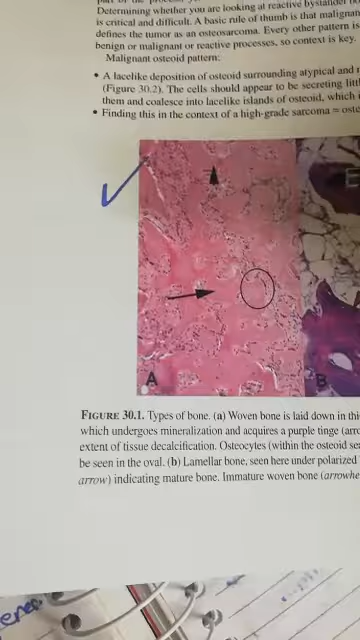 Determining whether you are looking at reactive bystander
is critical and difficult. A basic rule of thumb is that malignan
defines the tumor as an osteosarcoma. Every other pattern is
benign or malignant or reactive processes, so context is key.
Malignant osteoid pattern:
• A lacelike deposition of osteoid surrounding atypical and
(Figure 30.2). The cells should appear to be secreting littl
them and coalesce into lacelike islands of osteoid, which
• Finding this in the context of a high-grade sarcoma = oste
A
B
FIGURE 30.1. Types of bone. (a) Woven bone is laid down in thi
which undergoes mineralization and acquires a purple tinge (arro
extent of tissue decalcification. Osteocytes (within the osteoid sea
be seen in the oval. (b) Lamellar bone, seen here under polarized
arrow) indicating mature bone. Immature woven bone (arrowhe